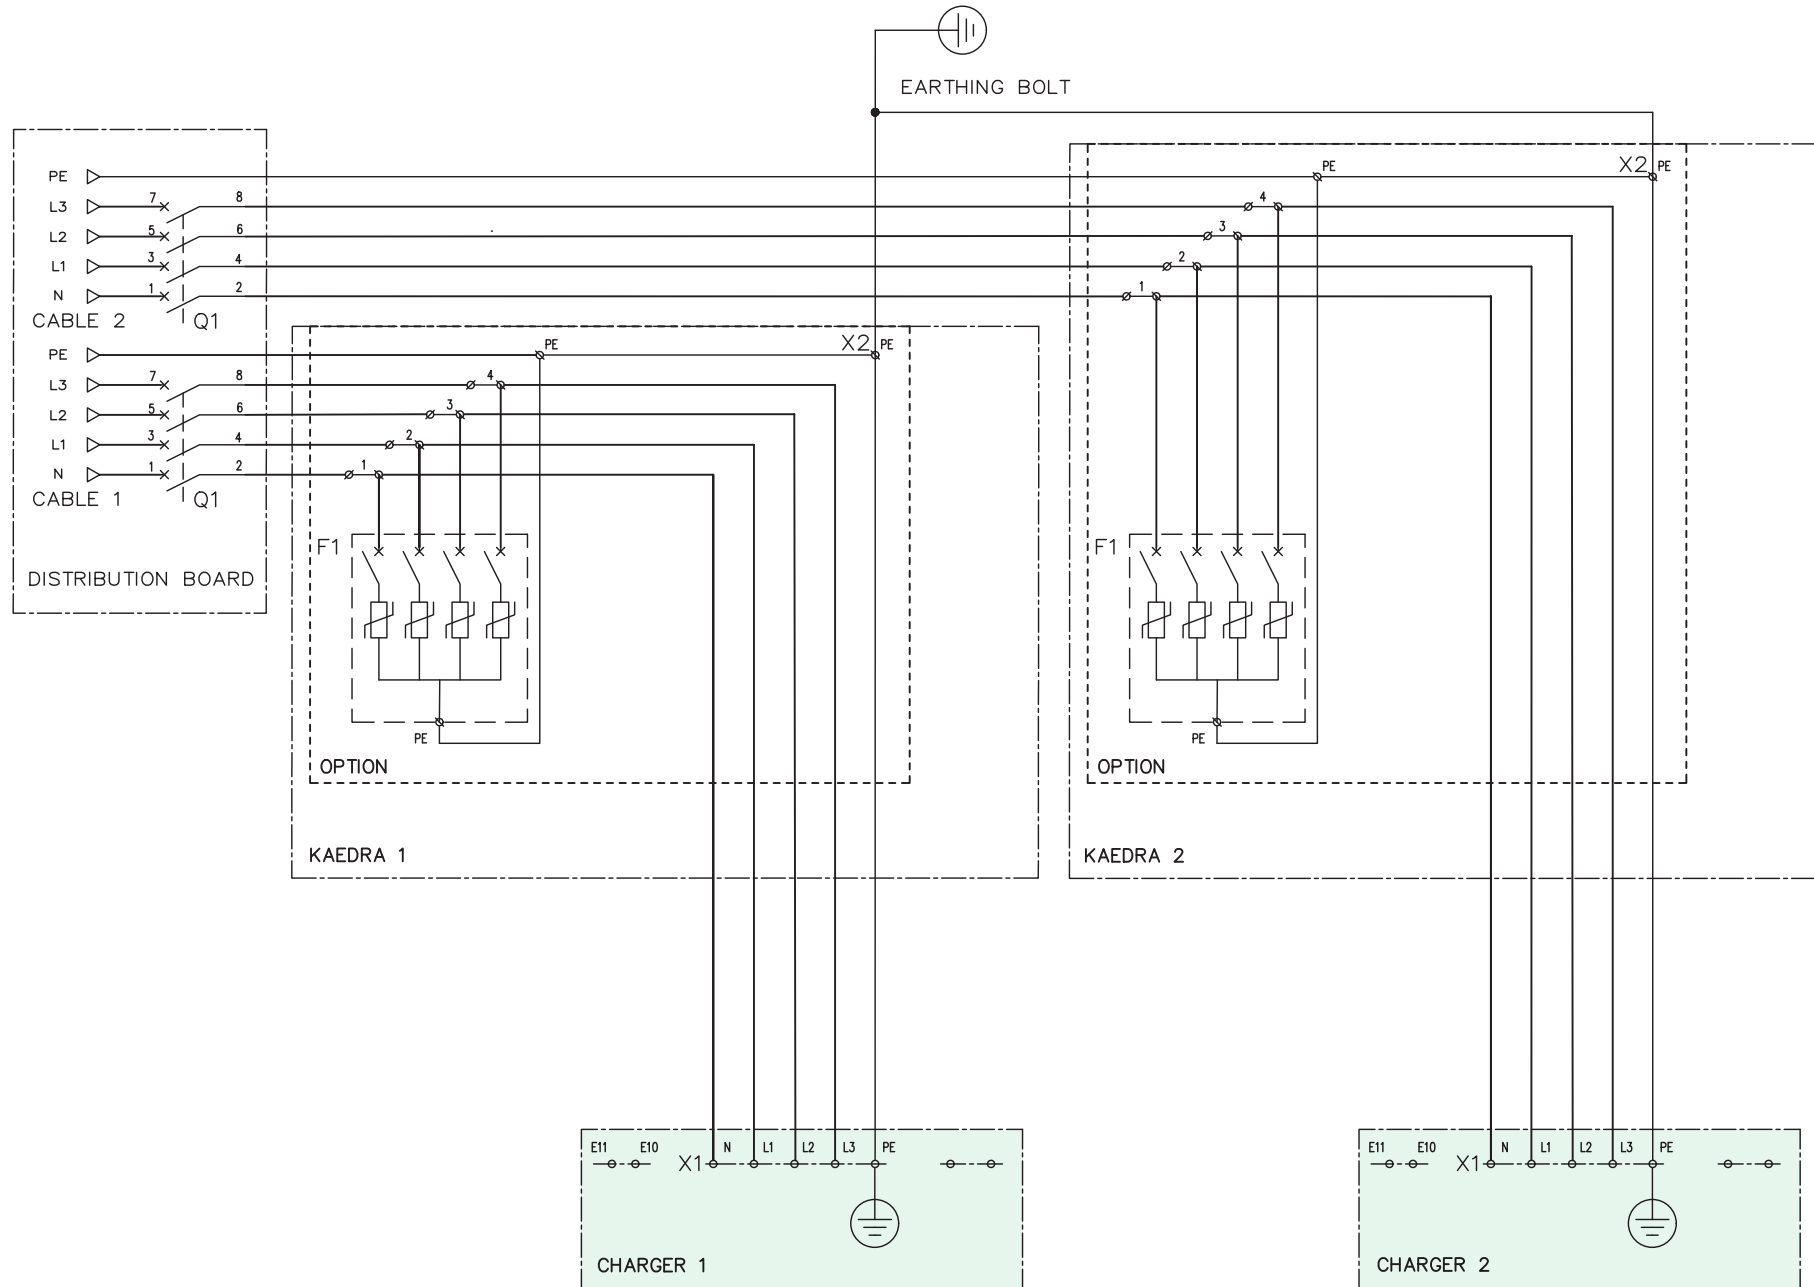 EARTHING BOLT
PE
PE
X2 PE
L3 7 8 4
L2 5 6 3
L1 3 4 2
N 1 2 1
CABLE 2 Q1
PE PE X2 PE
L3 7 8 4
L2 5 6 3
L1 3 4 2
N 1 2 1
CABLE 1 Q1
DISTRIBUTION BOARD
F1
F1
PE
PE
OPTION
OPTION
KAEDRA 1
KAEDRA 2
E11 E10 X1 N L1 L2 L3 PE
E11 E10 X1 N L1 L2 L3 PE
CHARGER 1
CHARGER 2